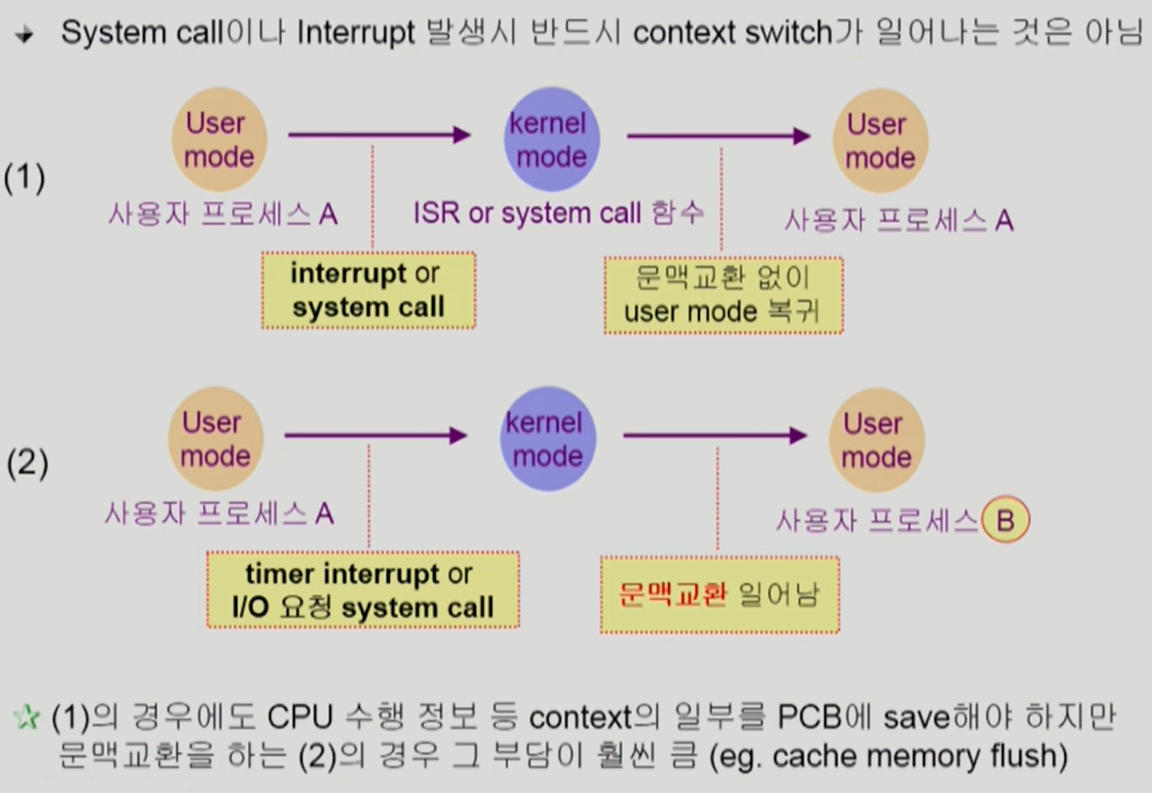 System call이나 Interrupt 발생시 반드시 context switch가 일어나는 것은 아님
(1)
User mode
kernel mode
User mode
사용자 프로세스 A
ISR or system call 함수
사용자 프로세스 A
interrupt or
system call
문맥교환 없이
user mode 복귀
(2)
User mode
kernel mode
User mode
사용자 프로세스 A
사용자 프로세스 B
timer interrupt or
I/O 요청 system call
문맥교환 일어남
(1)의 경우에도 CPU 수행 정보 등 context의 일부를 PCB에 save해야 하지만
문맥교환을 하는 (2)의 경우 그 부담이 훨씬 큼 (eg. cache memory flush)